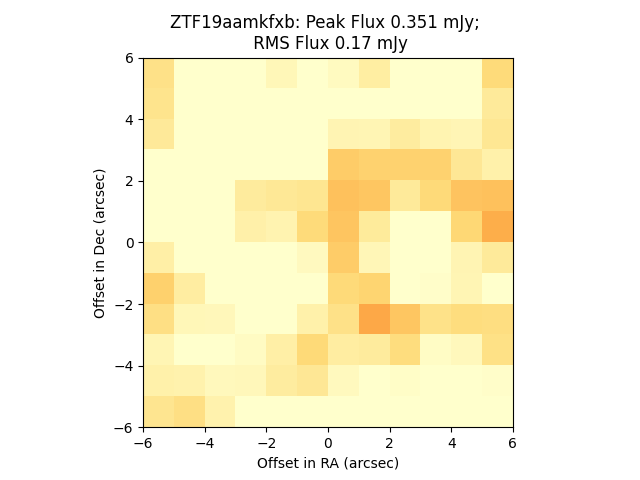 ZTF19aamkfxb: Peak Flux 0.351 mJy;
RMS Flux 0.17 mJy
6
4
2
0
−2
−4
−6
Offset in Dec (arcsec)
−6 −4 −2 0 2 4 6
Offset in RA (arcsec)